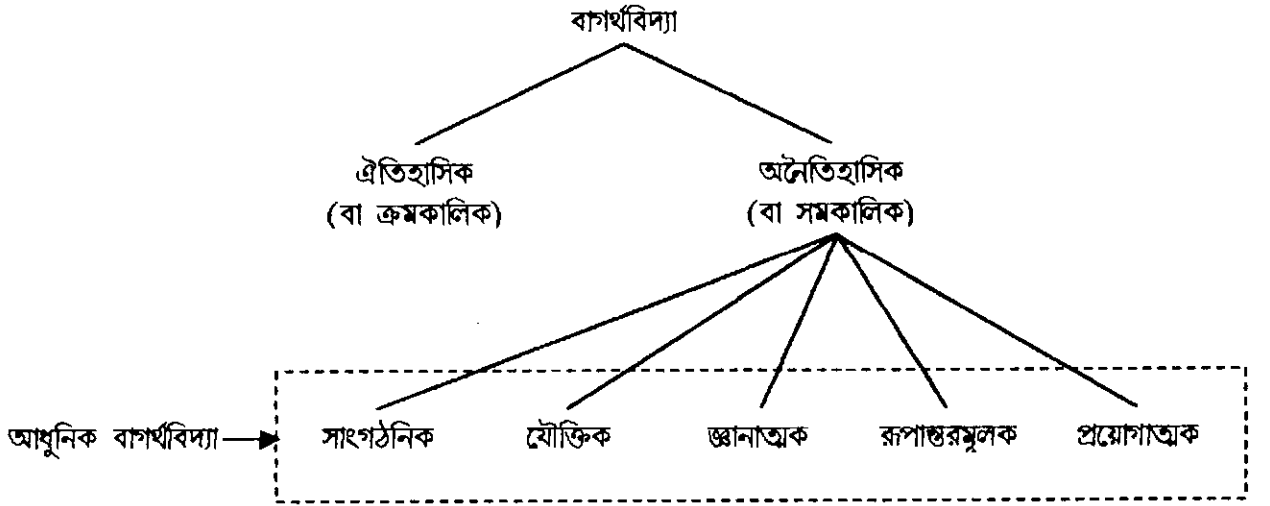 বাগর্থবিদ্যা
ঐতিহাসিক অনৈতিহাসিক
(বা ক্রমকালিক) (বা সমকালিক)
আধুনিক বাগর্থবিদ্যা সাংগঠনিক যৌক্তিক জ্ঞানাত্মক রূপান্তরমূলক প্রয়োগাত্মক